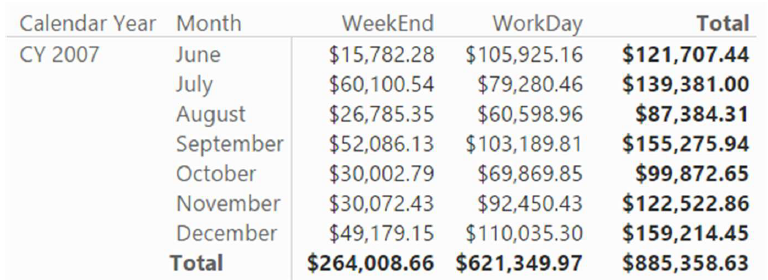 Calendar Year Month WeekEnd WorkDay Total
CY 2007 June $15,782.28 $105,925.16 $121,707.44
July $60,100.54 $79,280.46 $139,381.00
August $26,785.35 $60,598.96 $87,384.31
September $52,086.13 $103,189.81 $155,275.94
October $30,002.79 $69,869.85 $99,872.65
November $30,072.43 $92,450.43 $122,522.86
December $49,179.15 $110,035.30 $159,214.45
Total $264,008.66 $621,349.97 $885,358.63